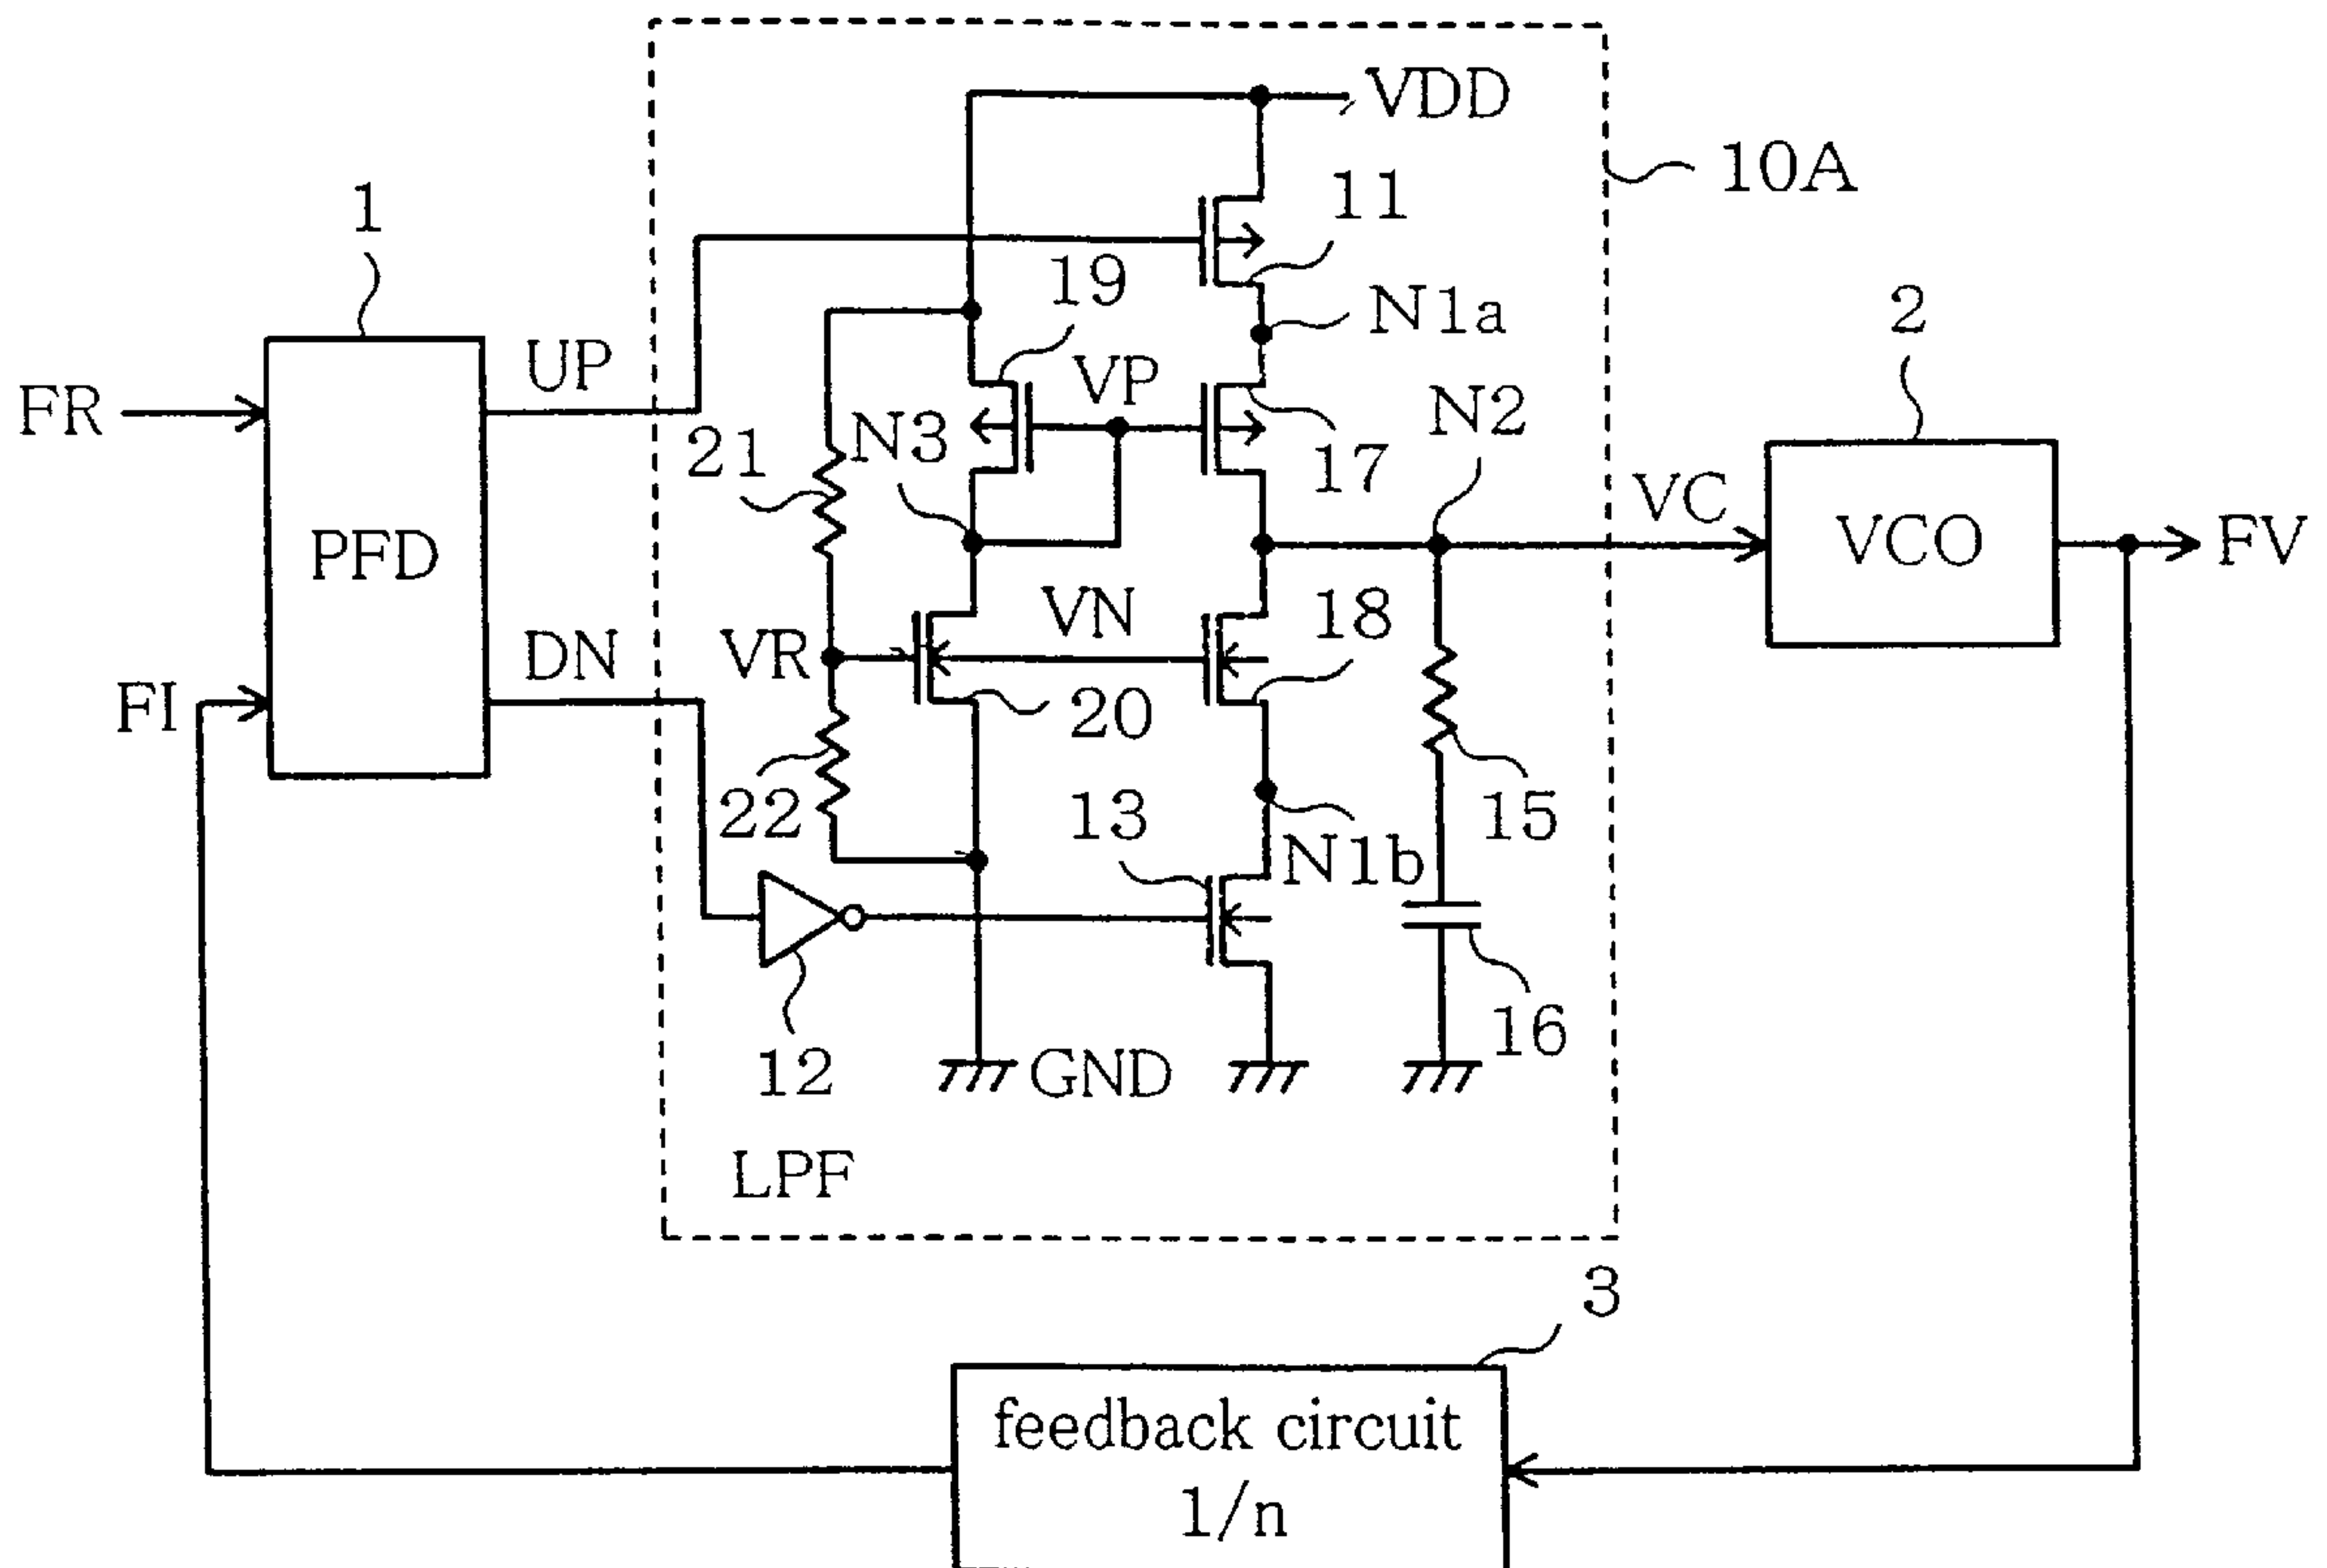 VDD
10A
1
11
19
N1a
2
UP
VP
N2
FR
21
N3
17
VC
PFD
VCO
FV
DN
VR
VN
18
FI
20
22
13
N1b
15
12
GND
16
LPF
3
feedback circuit
1/n